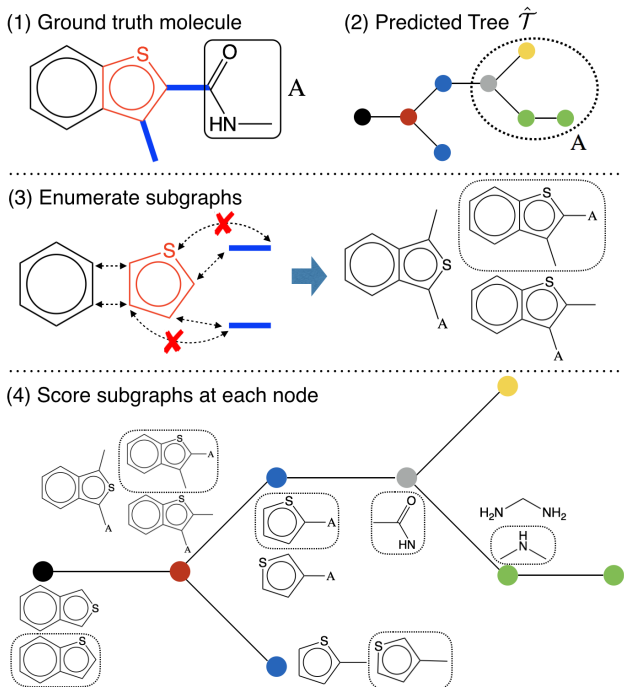 (1) Ground truth molecule
(2) Predicted Tree 𝒯̂
S
O
HN
A
A
(3) Enumerate subgraphs
S
S
A
S
A
S
A
(4) Score subgraphs at each node
S
A
S
A
S
A
S
A
S
A
O
HN
H₂N NH₂
H
N
S
S
S
S